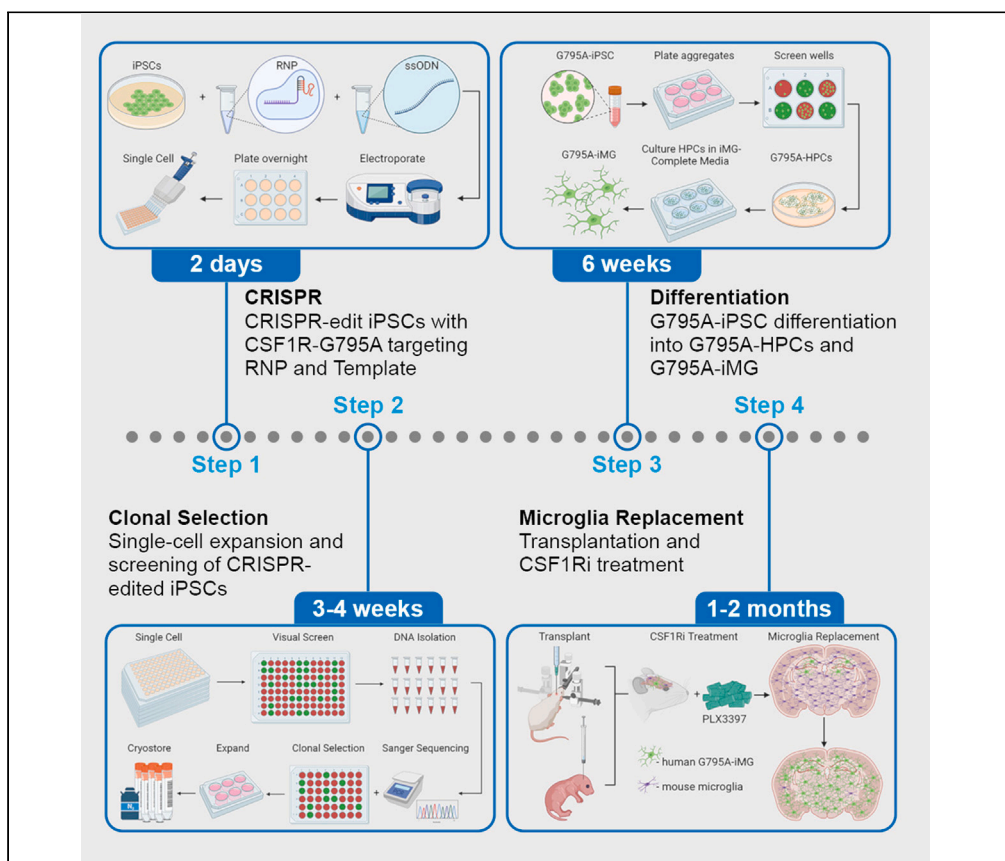 iPSCs
RNP
ssODN
+
+
Single Cell
Plate overnight
Electroporate
2 days
CRISPR
CRISPR-edit iPSCs with
CSF1R-G795A targeting
RNP and Template
G795A-iPSC
Plate aggregates
Screen wells
G795A-iMG
Culture HPCs in iMG-
Complete Media
G795A-HPCs
6 weeks
Differentiation
G795A-iPSC differentiation
into G795A-HPCs and
G795A-iMG
Step 1
Step 2
Step 3
Step 4
Clonal Selection
Single-cell expansion and
screening of CRISPR-
edited iPSCs
3-4 weeks
Single Cell
Visual Screen
DNA Isolation
Cryostore
Expand
Clonal Selection
+
Sanger Sequencing
N₂
Microglia Replacement
Transplantation and
CSF1Ri treatment
1-2 months
Transplant
CSF1Ri Treatment
Microglia Replacement
+
PLX3397
- human G795A-iMG
- mouse microglia